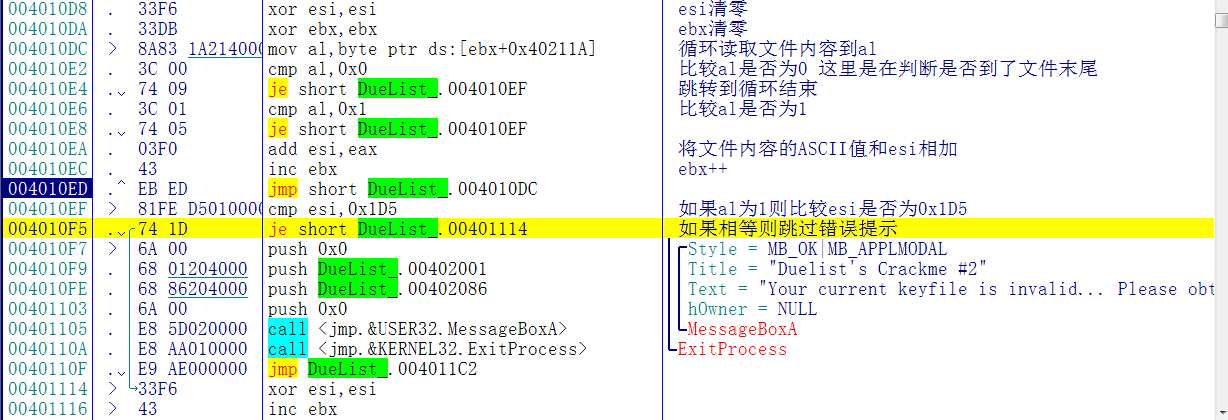 004010D8 . 33F6 xor esi,esi esi清零
004010DA . 33DB xor ebx,ebx ebx清零
004010DC > 8A83 1A214000 mov al,byte ptr ds:[ebx+0x40211A] 循环读取文件内容到al
004010E2 . 3C 00 cmp al,0x0 比较al是否为0 这里是在判断是否到了文件末尾
004010E4 . 74 09 je short DueList_.004010EF 跳转到循环结束
004010E6 . 3C 01 cmp al,0x1 比较al是否为1
004010E8 . 74 05 je short DueList_.004010EF
004010EA . 03F0 add esi,eax 将文件内容的ASCII值和esi相加
004010EC . 43 inc ebx ebx++
004010ED .^ EB ED jmp short DueList_.004010DC
004010EF > 81FE D5010000 cmp esi,0x1D5 如果al为1则比较esi是否为0x1D5
004010F5 . 74 1D je short DueList_.00401114 如果相等则跳过错误提示
004010F7 > 6A 00 push 0x0 Style = MB_OK|MB_APPLMODAL
004010F9 . 68 01204000 push DueList_.00402001 Title = "Duelist's Crackme #2"
004010FE . 68 86204000 push DueList_.00402086 Text = "Your current keyfile is invalid... Please obt
00401103 . 6A 00 push 0x0 hOwner = NULL
00401105 . E8 5D020000 call <jmp.&USER32.MessageBoxA> MessageBoxA
0040110A . E8 AA010000 call <jmp.&KERNEL32.ExitProcess> ExitProcess
0040110F . E9 AE000000 jmp DueList_.004011C2
00401114 > 33F6 xor esi,esi
00401116 > 43 inc ebx